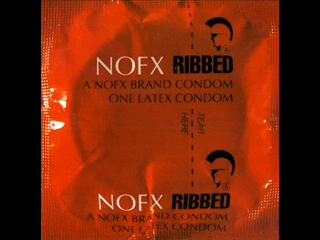 NOFX RIBBED
A NOFX BRAND CONDOM
ONE LATEX CONDOM
TEAR
HERE
NOFX RIBBED
A NOFX BRAND CONDOM
ONE LATEX CONDOM